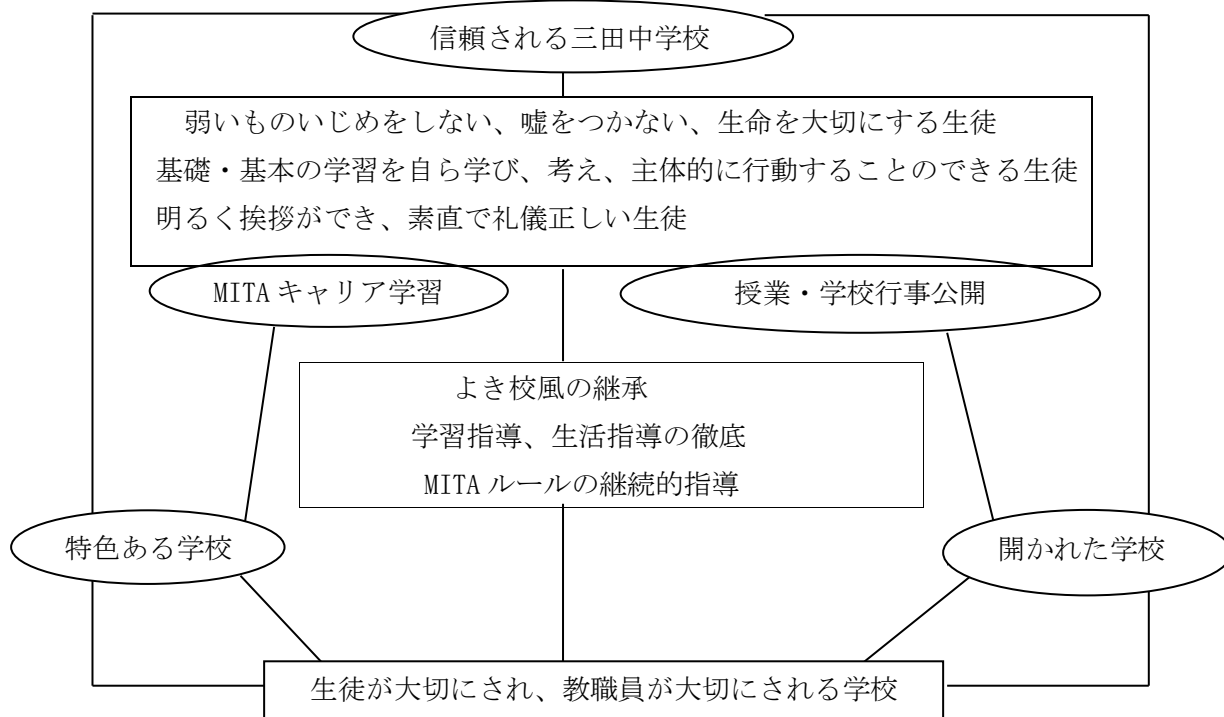 信頼される三田中学校
弱いものいじめをしない、嘘をつかない、生命を大切にする生徒
基礎・基本の学習を自ら学び、考え、主体的に行動することのできる生徒
明るく挨拶ができ、素直で礼儀正しい生徒
MITAキャリア学習
授業・学校行事公開
よき校風の継承
学習指導、生活指導の徹底
MITAルールの継続的指導
特色ある学校
開かれた学校
生徒が大切にされ、教職員が大切にされる学校